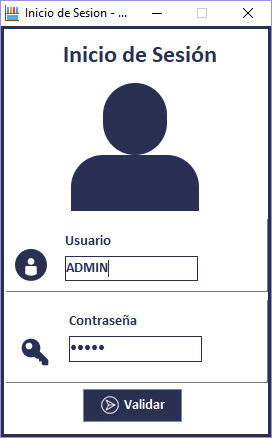 Inicio de Sesion - ...
Inicio de Sesión
Usuario
ADMIN
Contraseña
•••••
Validar